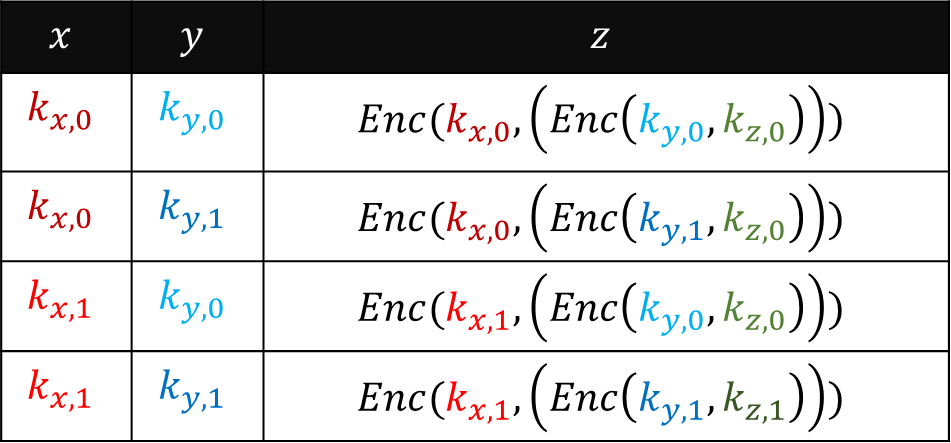 x y z
k_{x,0} k_{y,0} Enc(k_{x,0}, (Enc(k_{y,0}, k_{z,0})))
k_{x,0} k_{y,1} Enc(k_{x,0}, (Enc(k_{y,1}, k_{z,0})))
k_{x,1} k_{y,0} Enc(k_{x,1}, (Enc(k_{y,0}, k_{z,0})))
k_{x,1} k_{y,1} Enc(k_{x,1}, (Enc(k_{y,1}, k_{z,1})))